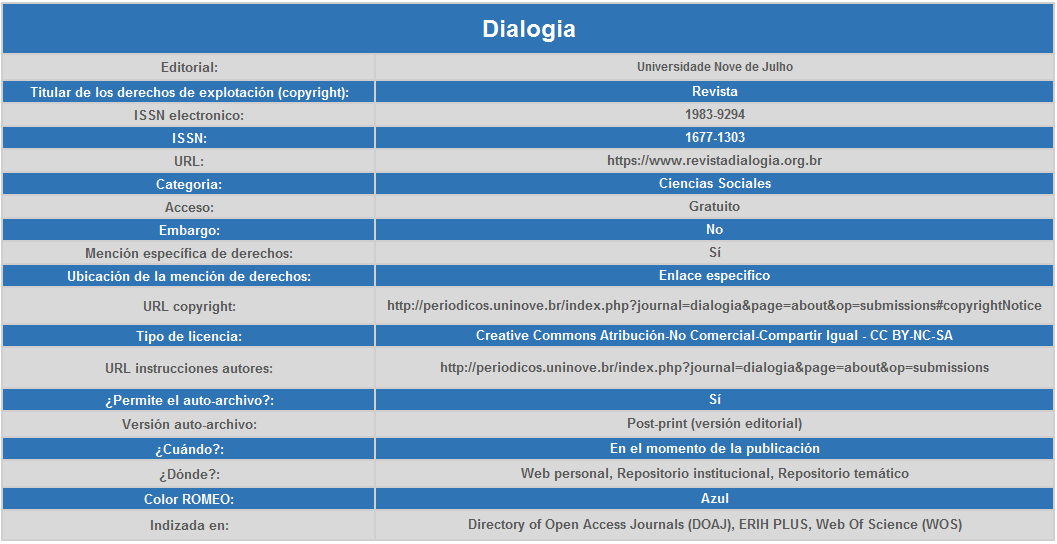 Dialogia
Editorial: Universidade Nove de Julho
Titular de los derechos de explotación (copyright): Revista
ISSN electronico: 1983-9294
ISSN: 1677-1303
URL: https://www.revistadialogia.org.br
Categoria: Ciencias Sociales
Acceso: Gratuito
Embargo: No
Mención específica de derechos: Sí
Ubicación de la mención de derechos: Enlace especifico
URL copyright: http://periodicos.uninove.br/index.php?journal=dialogia&page=about&op=submissions#copyrightNotice
Tipo de licencia: Creative Commons Atribución-No Comercial-Compartir Igual - CC BY-NC-SA
URL instrucciones autores: http://periodicos.uninove.br/index.php?journal=dialogia&page=about&op=submissions
¿Permite el auto-archivo?: Sí
Versión auto-archivo: Post-print (versión editorial)
¿Cuándo?: En el momento de la publicación
¿Dónde?: Web personal, Repositorio institucional, Repositorio temático
Color ROMEO: Azul
Indizada en: Directory of Open Access Journals (DOAJ), ERIH PLUS, Web Of Science (WOS)